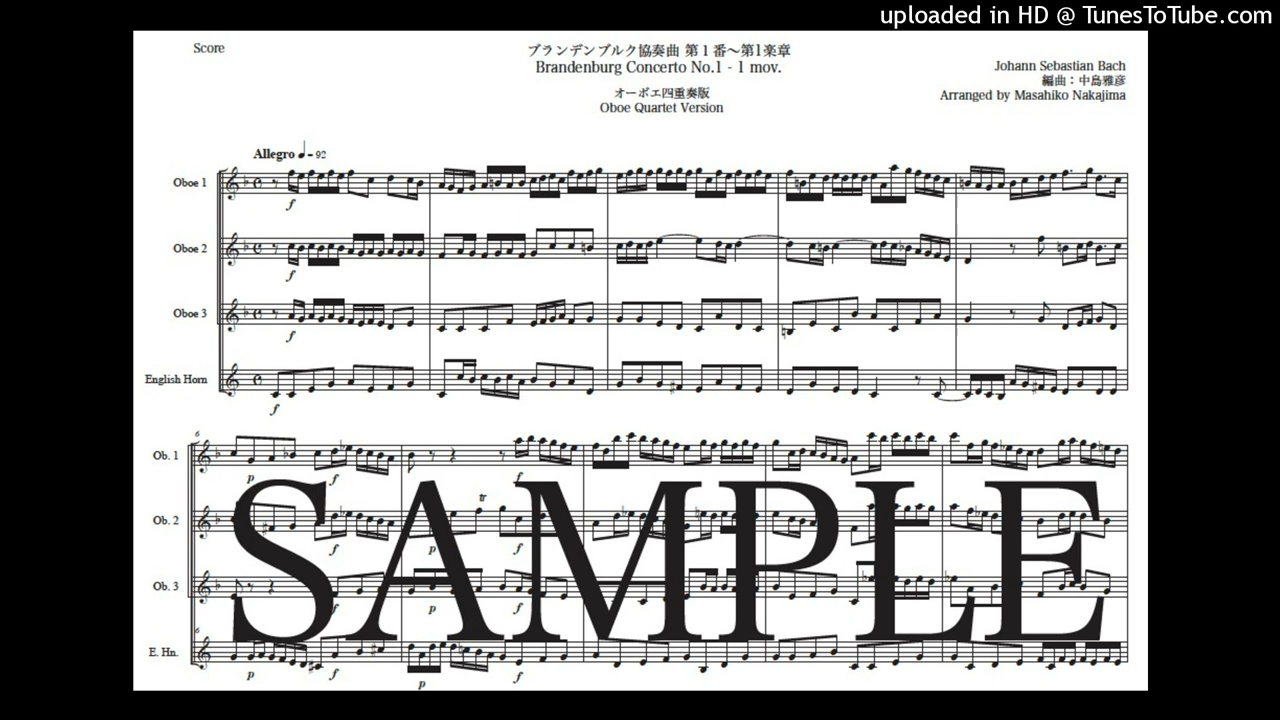 uploaded in HD @ TunesToTube.com
Score
ブランデンブルク協奏曲 第1番〜第1楽章
Brandenburg Concerto No.1 - 1 mov.
Johann Sebastian Bach
編曲：中島雅彦
Arranged by Masahiko Nakajima
オーボエ四重奏版
Oboe Quartet Version
Allegro ♩= 92
Oboe 1
f
Oboe 2
f
Oboe 3
f
English Horn
f
6
Ob. 1
p f f
tr
Ob. 2
f p f
Ob. 3
f p f
6
E. Hn.
p f p f
SAMPLE